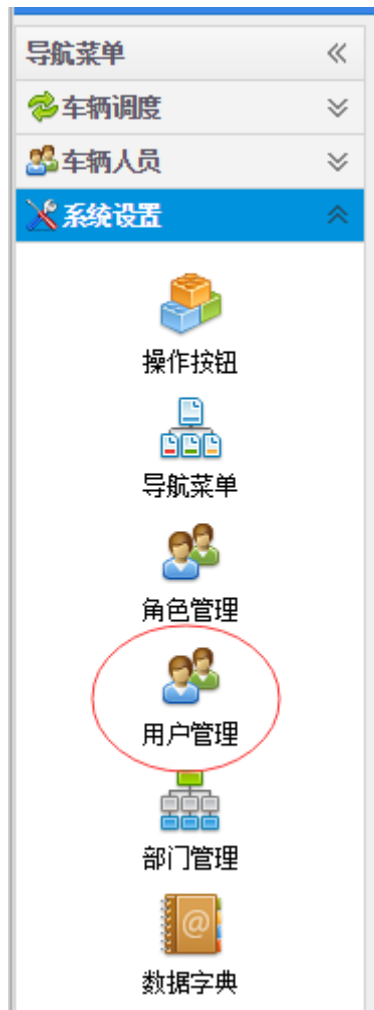 导航菜单
车辆调度
车辆人员
系统设置
操作按钮
导航菜单
角色管理
用户管理
部门管理
@
数据字典